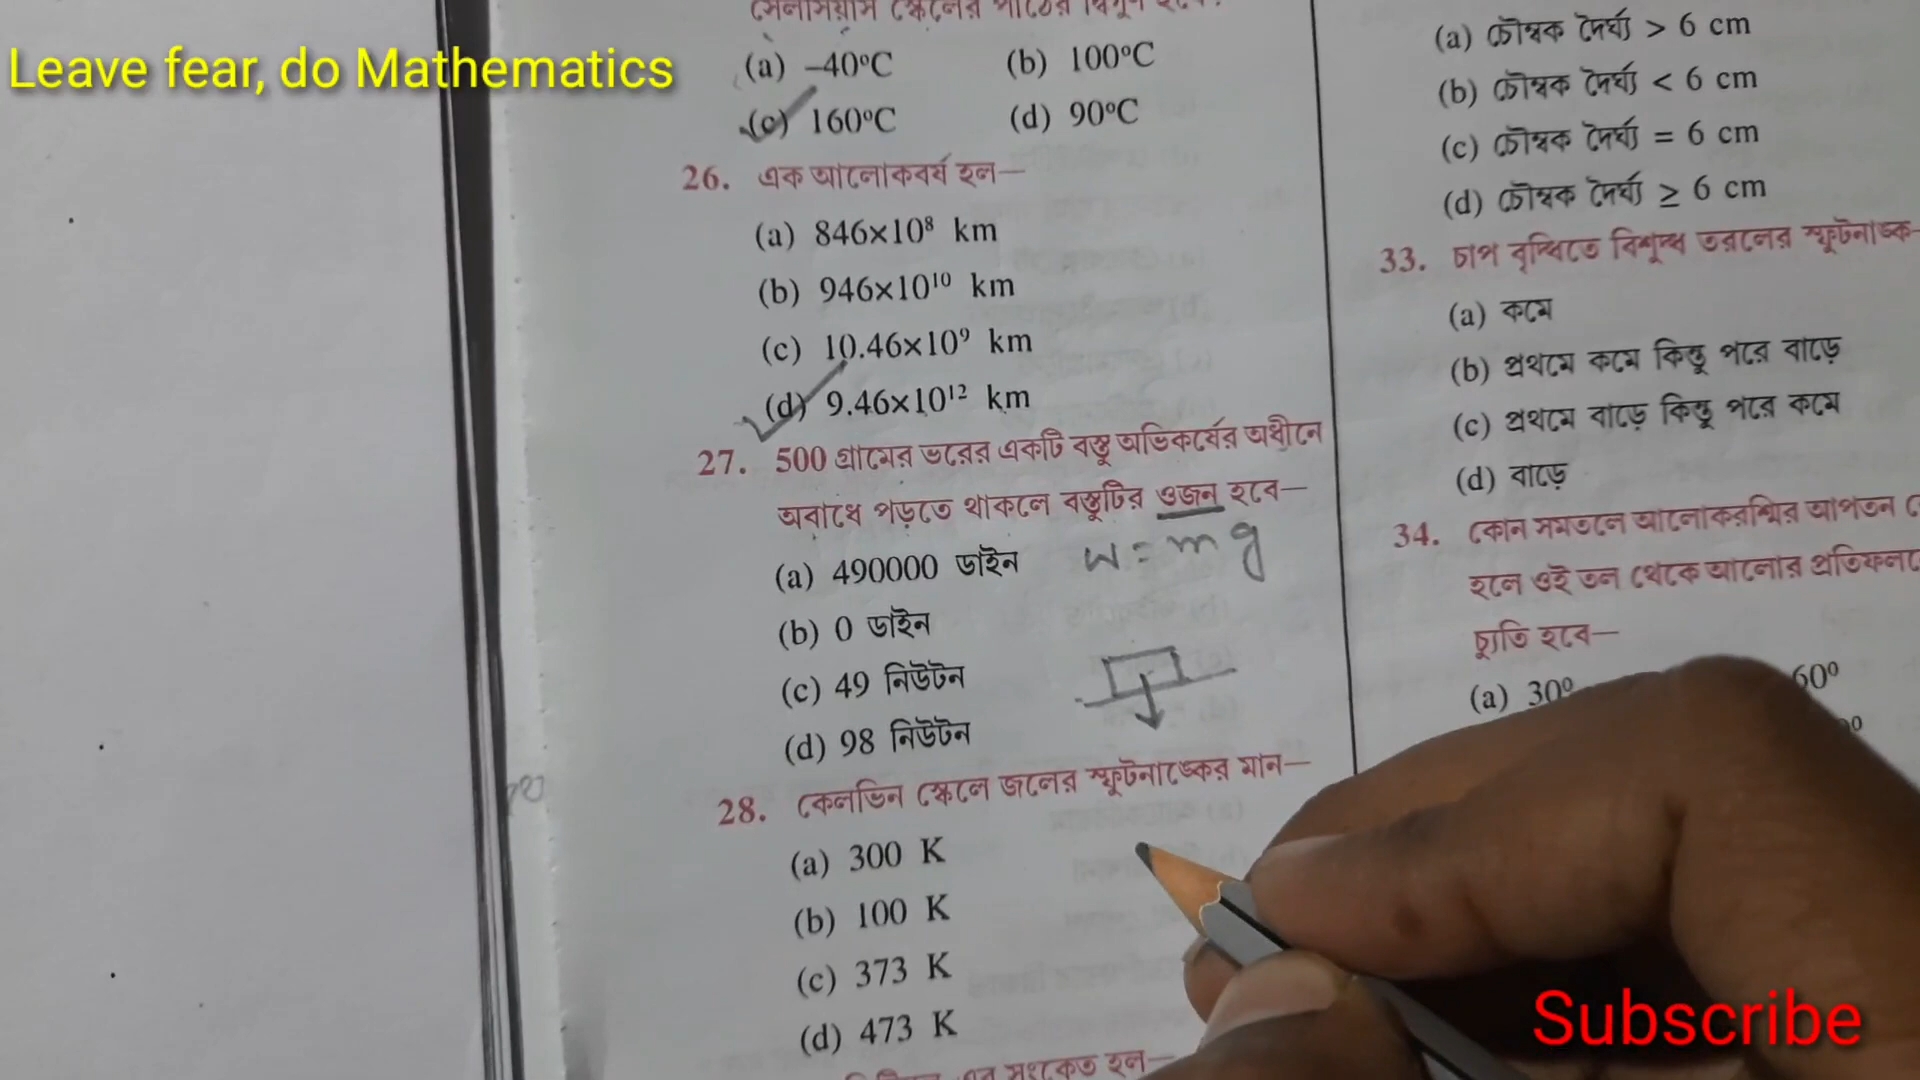 Leave fear, do Mathematics
সেলসিয়াস স্কেলের পাঠের দ্বিগুণ হবে?
(a) –40°C (b) 100°C
(c) 160°C (d) 90°C
26. এক আলোকবর্ষ হল—
(a) 846×10⁸ km
(b) 946×10¹⁰ km
(c) 10.46×10⁹ km
(d) 9.46×10¹² km
27. 500 গ্রামের ভরের একটি বস্তু অভিকর্ষের অধীনে
অবাধে পড়তে থাকলে বস্তুটির ওজন হবে—
W = mg
(a) 490000 ডাইন
(b) 0 ডাইন
(c) 49 নিউটন
(d) 98 নিউটন
28. কেলভিন স্কেলে জলের স্ফুটনাঙ্কের মান—
(a) 300 K
(b) 100 K
(c) 373 K
(d) 473 K
সংকেত হল—
(a) চৌম্বক দৈর্ঘ্য > 6 cm
(b) চৌম্বক দৈর্ঘ্য < 6 cm
(c) চৌম্বক দৈর্ঘ্য = 6 cm
(d) চৌম্বক দৈর্ঘ্য ≥ 6 cm
33. চাপ বৃদ্ধিতে বিশুদ্ধ তরলের স্ফুটনাঙ্ক—
(a) কমে
(b) প্রথমে কমে কিন্তু পরে বাড়ে
(c) প্রথমে বাড়ে কিন্তু পরে কমে
(d) বাড়ে
34. কোন সমতলে আলোকরশ্মির আপতন
হলে ওই তল থেকে আলোর প্রতিফলনে
চ্যুতি হবে—
(a) 30° 60°
Subscribe